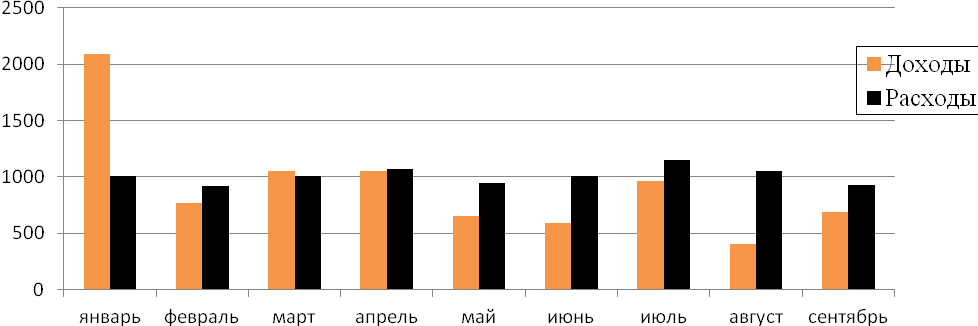 2500
2000
1500
1000
500
0
Доходы
Расходы
январь февраль март апрель май июнь июль август сентябрь